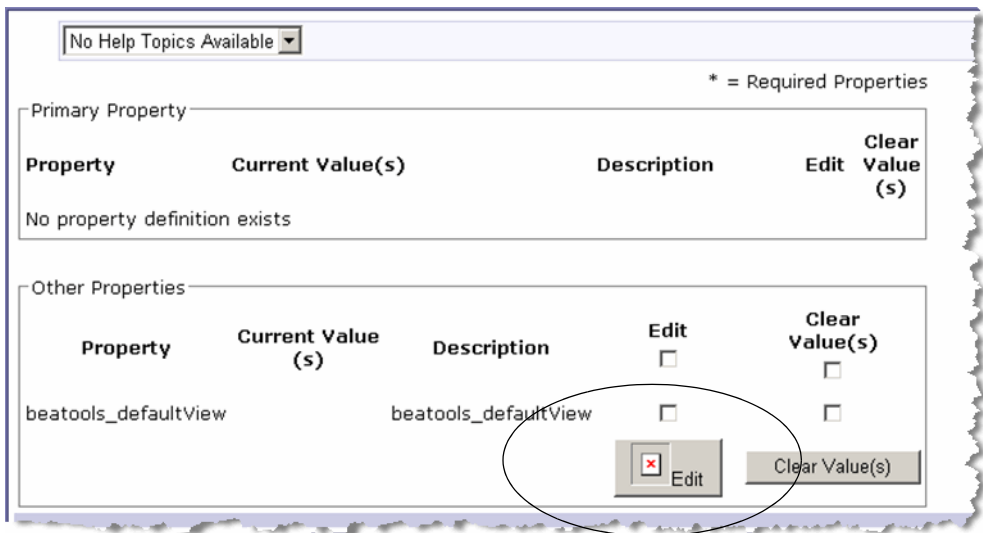 No Help Topics Available
* = Required Properties
Primary Property
Property Current Value(s) Description Edit Clear Value (s)
No property definition exists
Other Properties
Property Current Value (s) Description Edit Clear Value(s)
beatools_defaultView beatools_defaultView
Edit Clear Value(s)